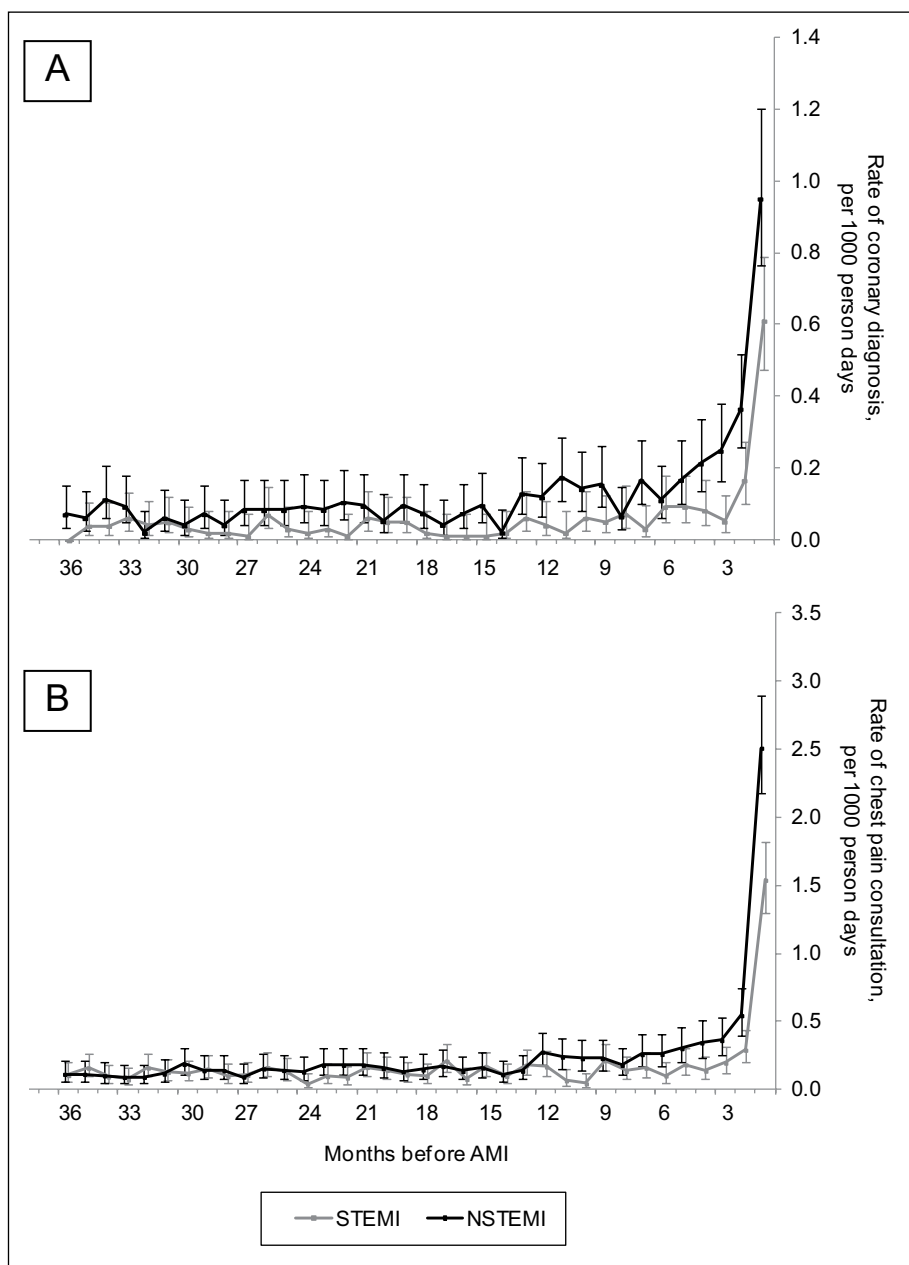 A
1.4
1.2
1.0
0.8
0.6
0.4
0.2
0.0
Rate of coronary diagnosis,
per 1000 person days
36 33 30 27 24 21 18 15 12 9 6 3
B
3.5
3.0
2.5
2.0
1.5
1.0
0.5
0.0
Rate of chest pain consultation,
per 1000 person days
36 33 30 27 24 21 18 15 12 9 6 3
Months before AMI
STEMI NSTEMI